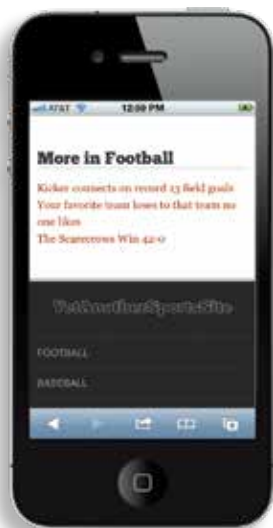 AT&T 12:00 PM
More in Football
Kicker connects on record 13 field goals
Your favorite team loses to that team no
one likes
The Scarecrows Win 42-0
YetAnotherSportsSite
FOOTBALL
BASEBALL